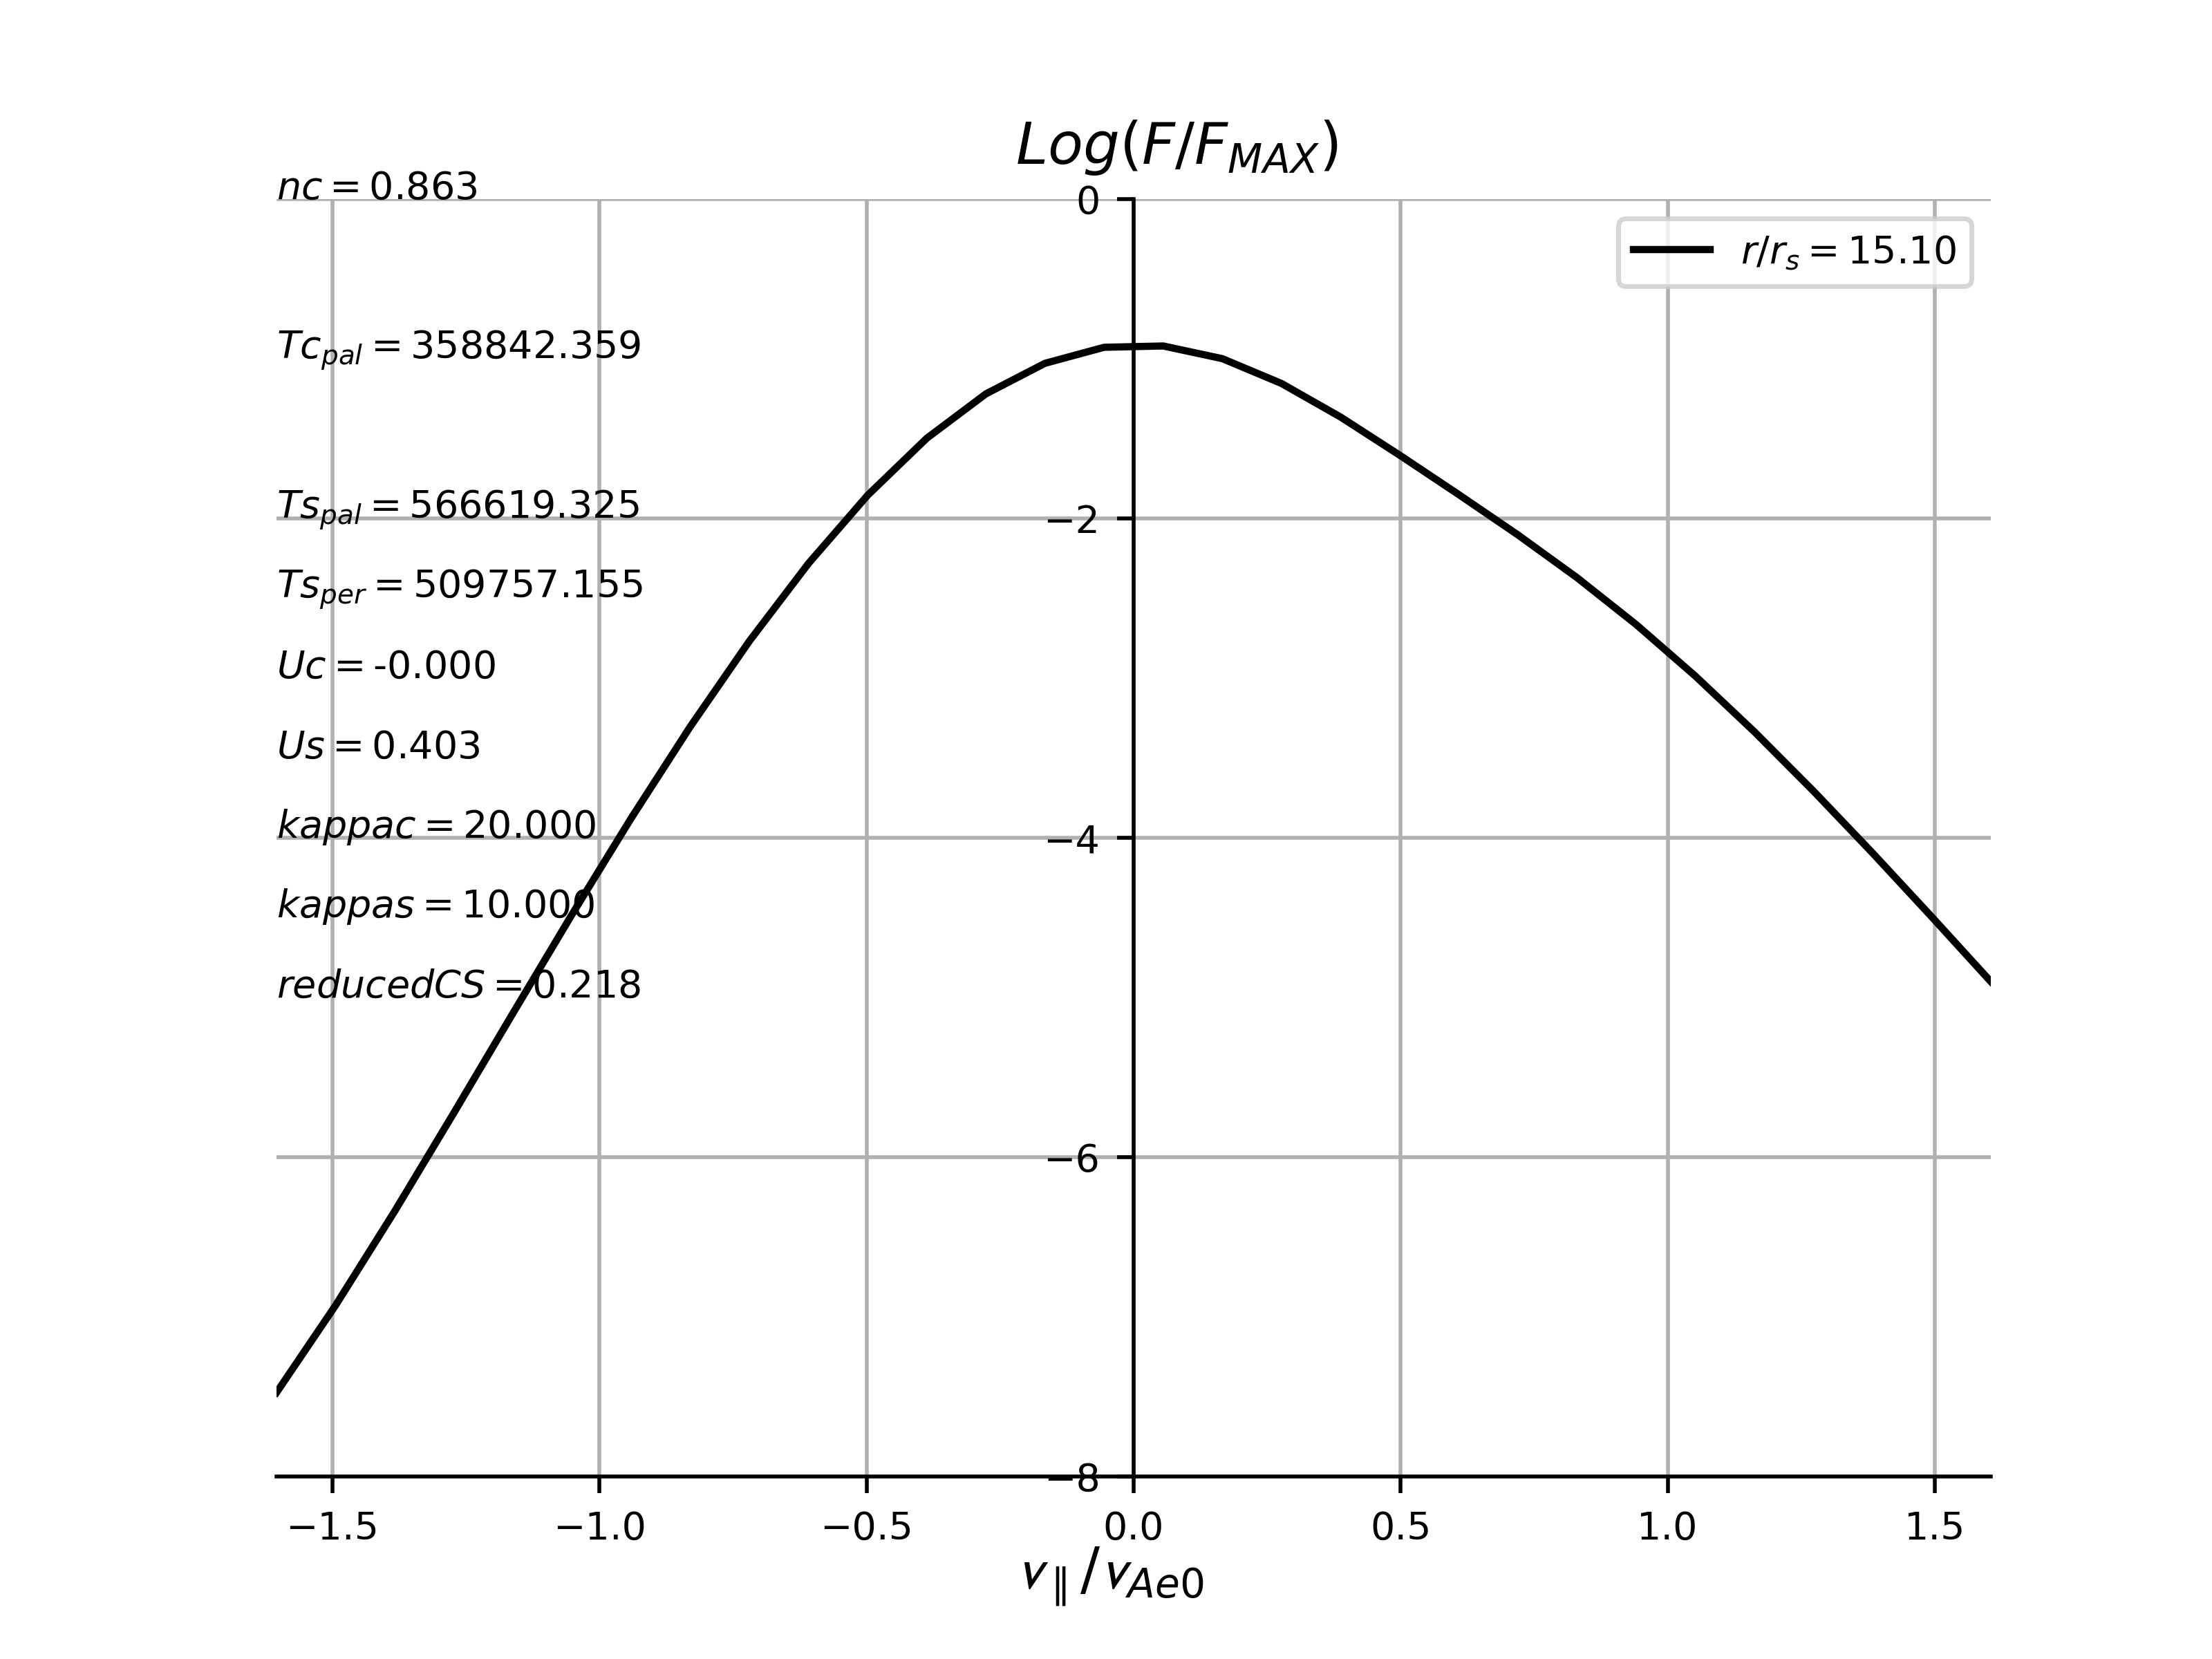 Log(F/F_MAX)
nc = 0.863
0
r/r_s = 15.10
Tc_pal = 358842.359
Ts_pal = 566619.325
−2
Ts_per = 509757.155
Uc = -0.000
Us = 0.403
kappac = 20.000
−4
kappas = 10.000
reducedCS = 0.218
−6
−8
−1.5 −1.0 −0.5 0.0 0.5 1.0 1.5
v_∥/v_Ae0